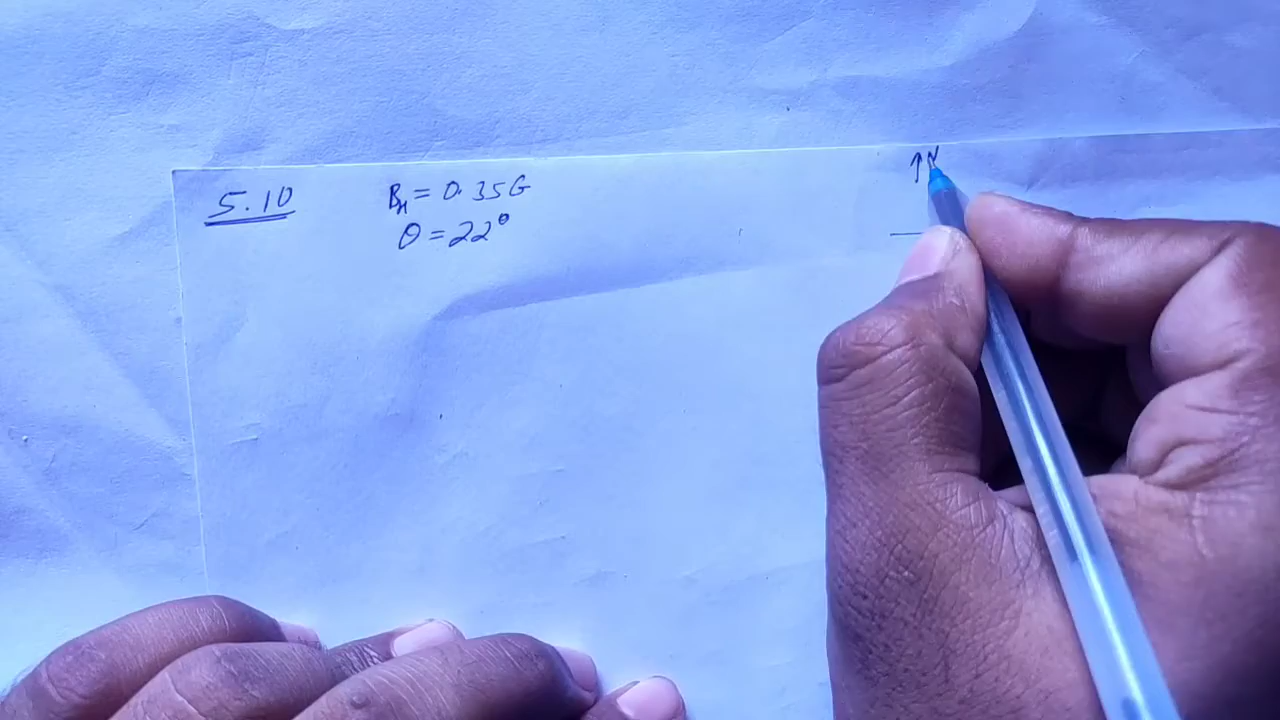 5.10
B_H = 0.35G
θ = 22°
↑N